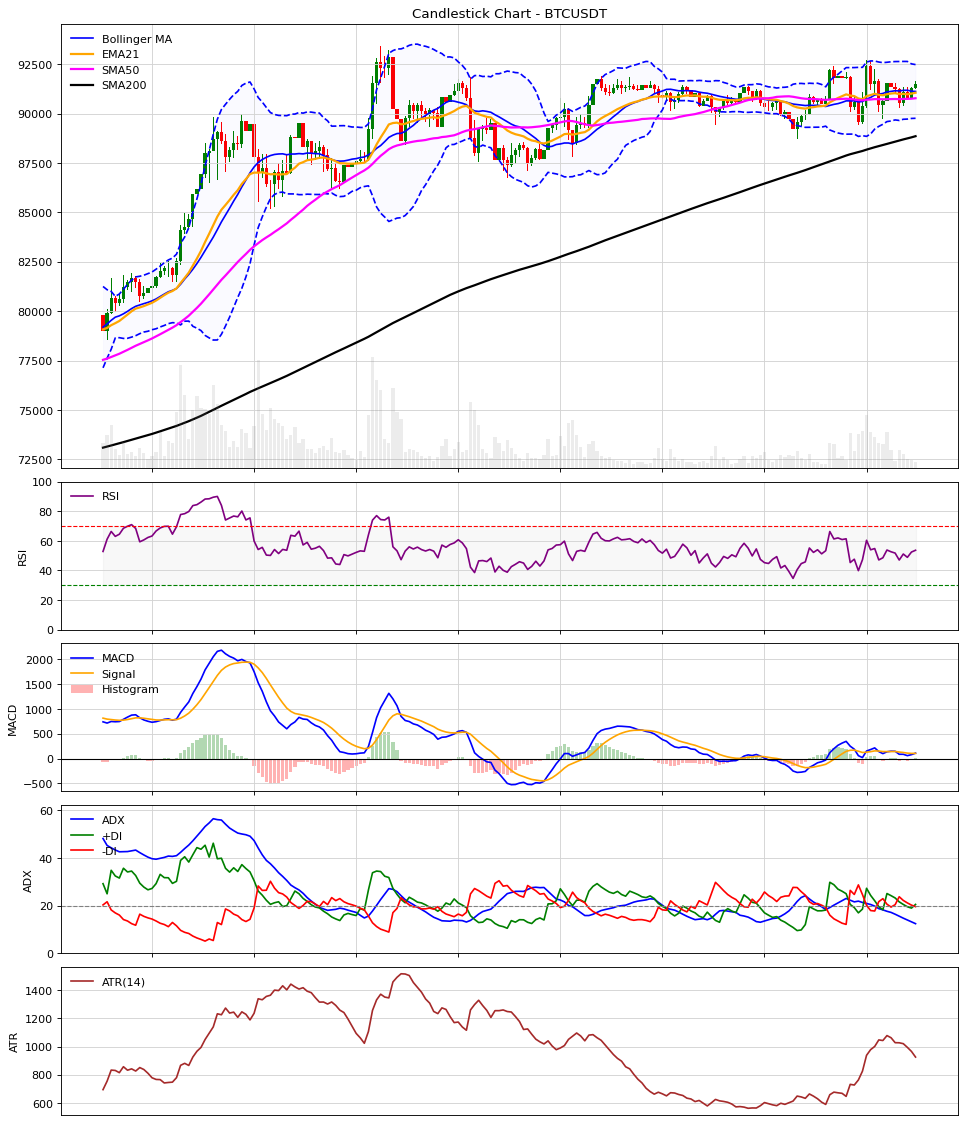 Candlestick Chart - BTCUSDT
Bollinger MA
EMA21
SMA50
SMA200
92500
90000
87500
85000
82500
80000
77500
75000
72500
RSI
100
80
60
40
20
0
RSI
MACD
Signal
Histogram
2000
1500
1000
500
0
−500
MACD
ADX
+DI
-DI
60
40
20
0
ADX
ATR(14)
1400
1200
1000
800
600
ATR